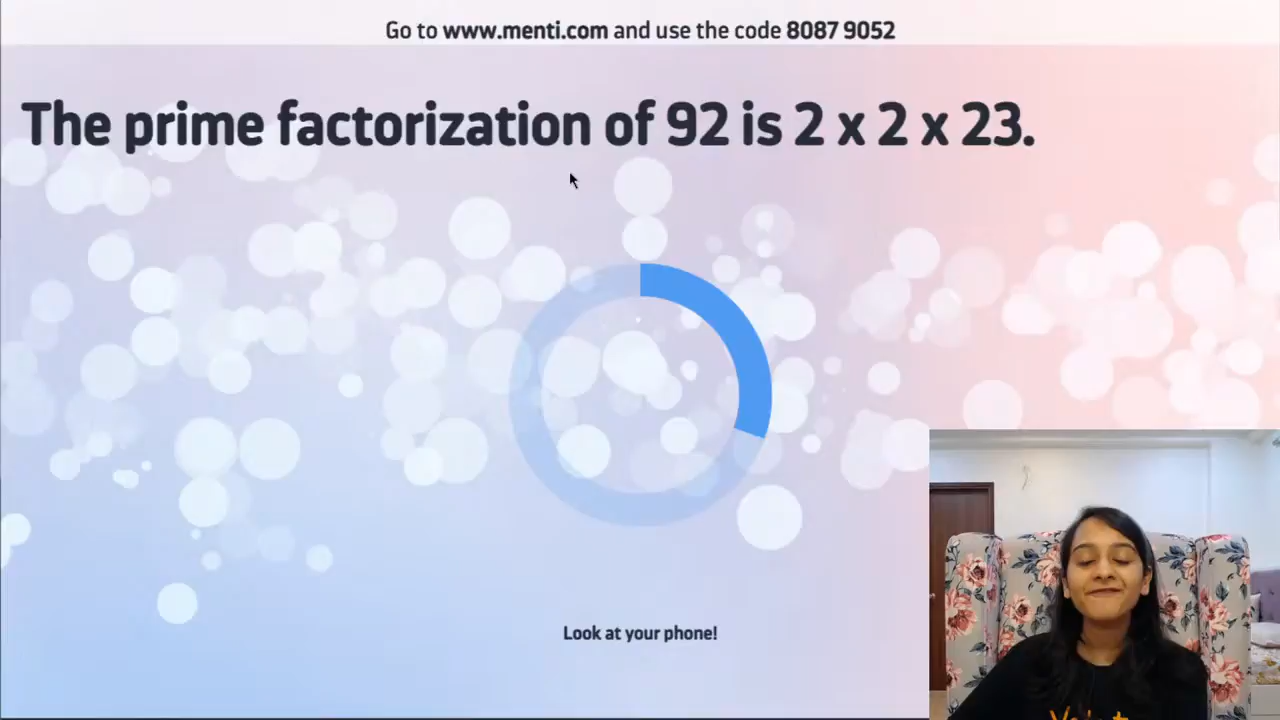 Go to www.menti.com and use the code 8087 9052
The prime factorization of 92 is 2 x 2 x 23.
Look at your phone!